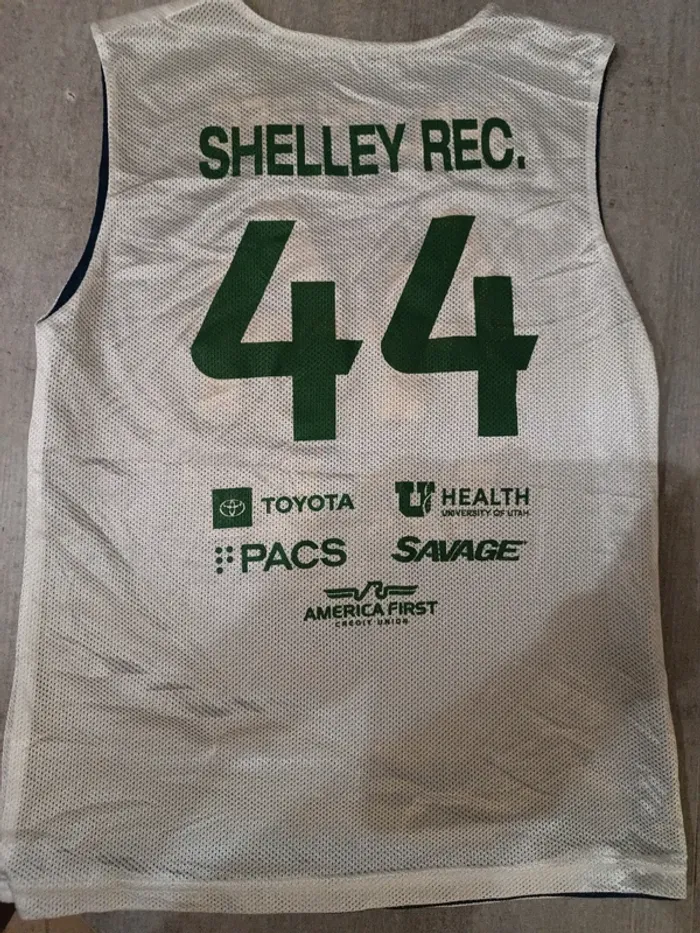 SHELLEY REC.
44
TOYOTA
U HEALTH
UNIVERSITY OF UTAH
PACS
SAVAGE
AMERICA FIRST
CREDIT UNION